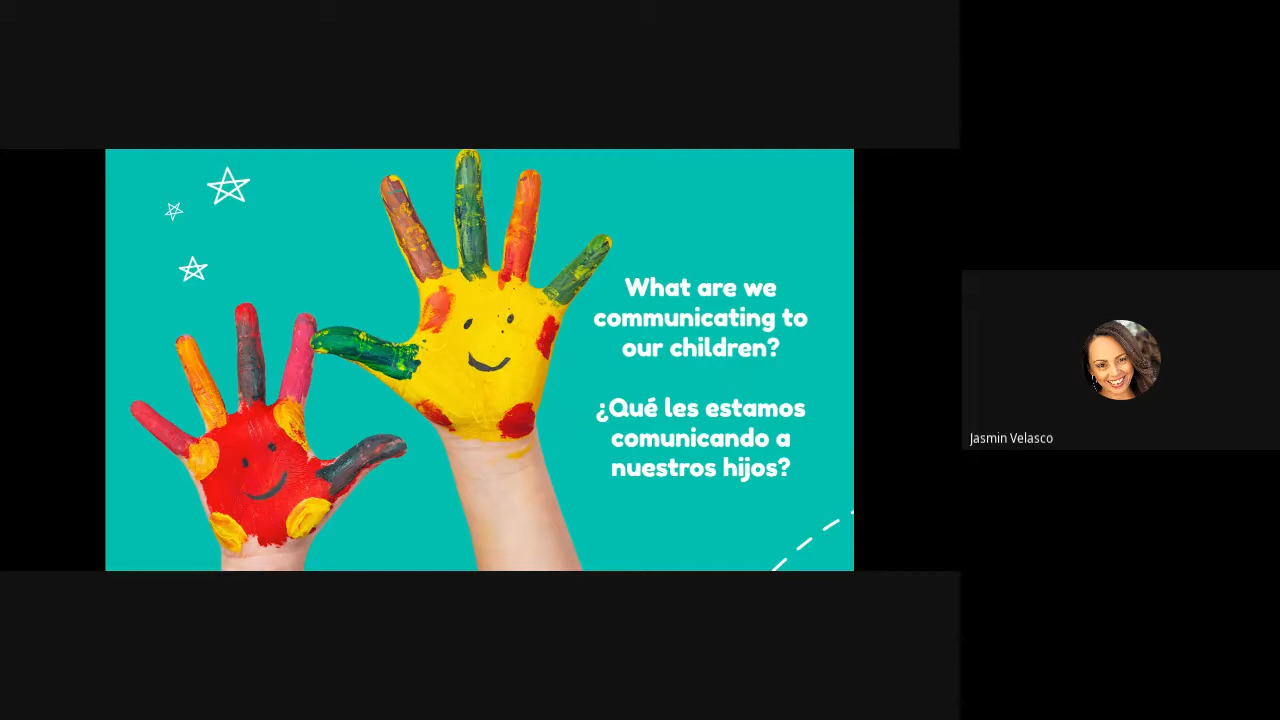 What are we
communicating to
our children?
¿Qué les estamos
comunicando a
nuestros hijos?
Jasmin Velasco